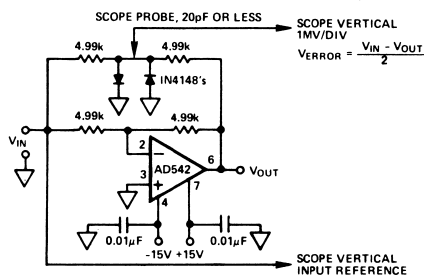 SCOPE PROBE, 20pF OR LESS
SCOPE VERTICAL
1MV/DIV
4.99k
4.99k
VERROR = VIN - VOUT / 2
IN4148's
4.99k
4.99k
VIN
2
6
AD542
VOUT
3
7
4
0.01μF
0.01μF
-15V +15V
SCOPE VERTICAL
INPUT REFERENCE